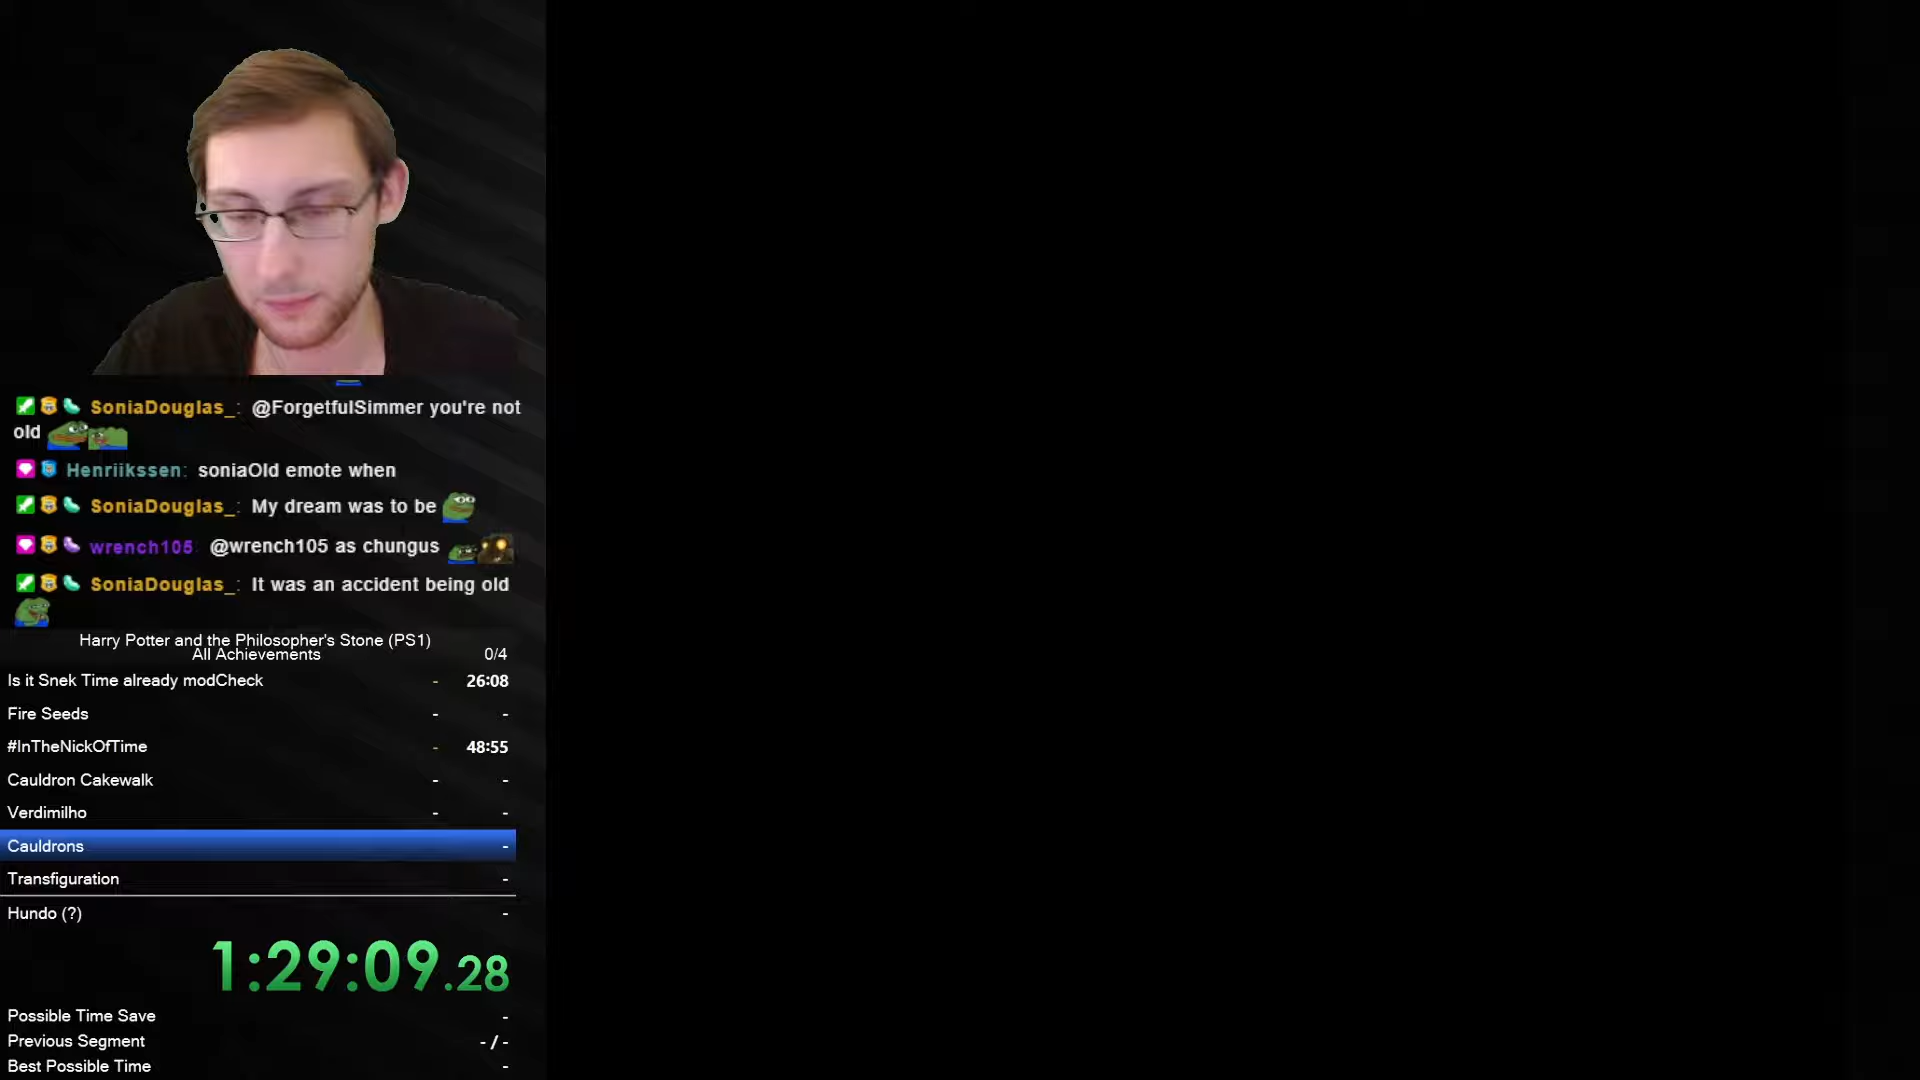 SoniaDouglas_: @ForgetfulSimmer you're not
old
Henriikssen: soniaOld emote when
SoniaDouglas_: My dream was to be
wrench105: @wrench105 as chungus
SoniaDouglas_: It was an accident being old
Harry Potter and the Philosopher's Stone (PS1)
All Achievements 0/4
Is it Snek Time already modCheck - 26:08
Fire Seeds - -
#InTheNickOfTime - 48:55
Cauldron Cakewalk - -
Verdimilho - -
Cauldrons -
Transfiguration -
Hundo (?) -
1:29:09.28
Possible Time Save -
Previous Segment - / -
Best Possible Time -